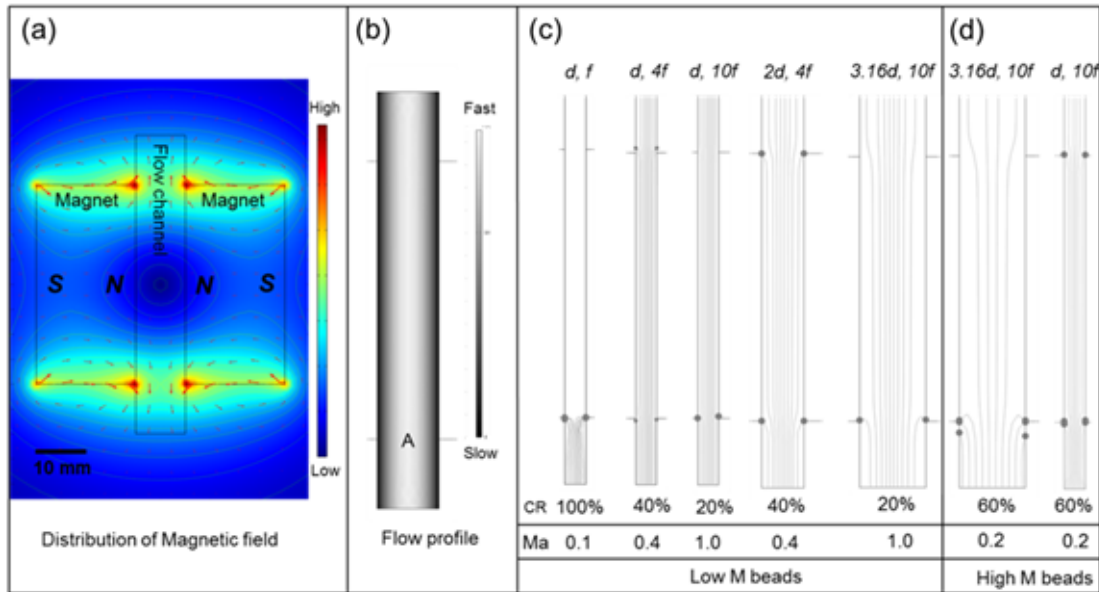 (a)
High
Flow channel
Magnet
Magnet
S
N
N
S
10 mm
Low
Distribution of Magnetic field
(b)
Fast
A
Slow
Flow profile
(c)
d, f
d, 4f
d, 10f
2d, 4f
3.16d, 10f
CR
100%
40%
20%
40%
20%
Ma
0.1
0.4
1.0
0.4
1.0
Low M beads
(d)
3.16d, 10f
d, 10f
60%
60%
0.2
0.2
High M beads